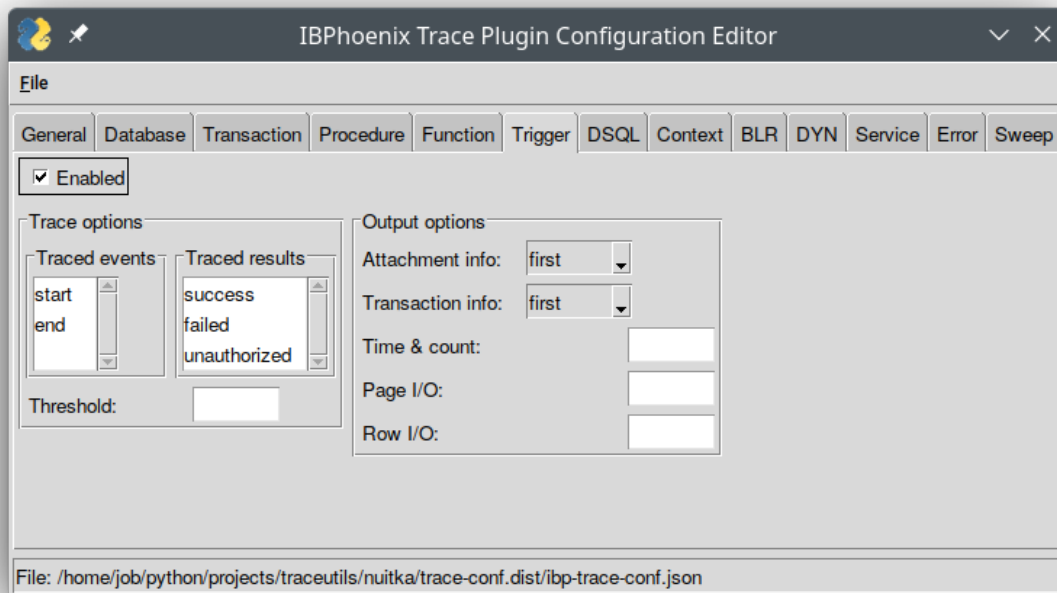 IBPhoenix Trace Plugin Configuration Editor
File
General Database Transaction Procedure Function Trigger DSQL Context BLR DYN Service Error Sweep
Enabled
Trace options
Traced events
start
end
Traced results
success
failed
unauthorized
Threshold:
Output options
Attachment info: first
Transaction info: first
Time & count:
Page I/O:
Row I/O:
File: /home/job/python/projects/traceutils/nuitka/trace-conf.dist/ibp-trace-conf.json